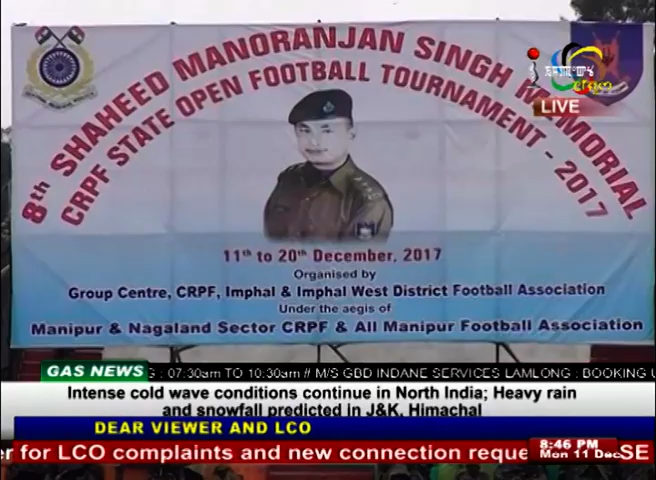 8th SHAHEED MANORANJAN SINGH MEMORIAL
CRPF STATE OPEN FOOTBALL TOURNAMENT - 2017
LIVE
11th to 20th December, 2017
Organised by
Group Centre, CRPF, Imphal & Imphal West District Football Association
Under the aegis of
Manipur & Nagaland Sector CRPF & All Manipur Football Association
GAS NEWS
: 07:30am TO 10:30am // M/S GBD INDANE SERVICES LAMLONG : BOOKING
Intense cold wave conditions continue in North India; Heavy rain
and snowfall predicted in J&K, Himachal
DEAR VIEWER AND LCO
for LCO complaints and new connection reque
8:46 PM
Mon 11 Dec